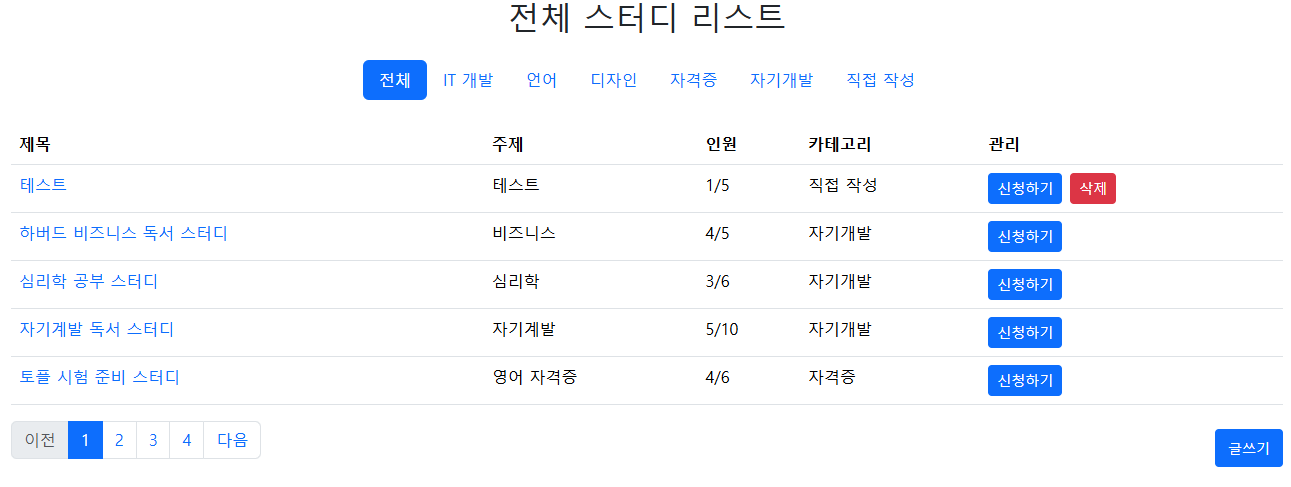 전체 스터디 리스트
전체 IT 개발 언어 디자인 자격증 자기개발 직접 작성
제목 주제 인원 카테고리 관리
테스트 테스트 1/5 직접 작성 신청하기 삭제
하버드 비즈니스 독서 스터디 비즈니스 4/5 자기개발 신청하기
심리학 공부 스터디 심리학 3/6 자기개발 신청하기
자기계발 독서 스터디 자기계발 5/10 자기개발 신청하기
토플 시험 준비 스터디 영어 자격증 4/6 자격증 신청하기
이전 1 2 3 4 다음
글쓰기